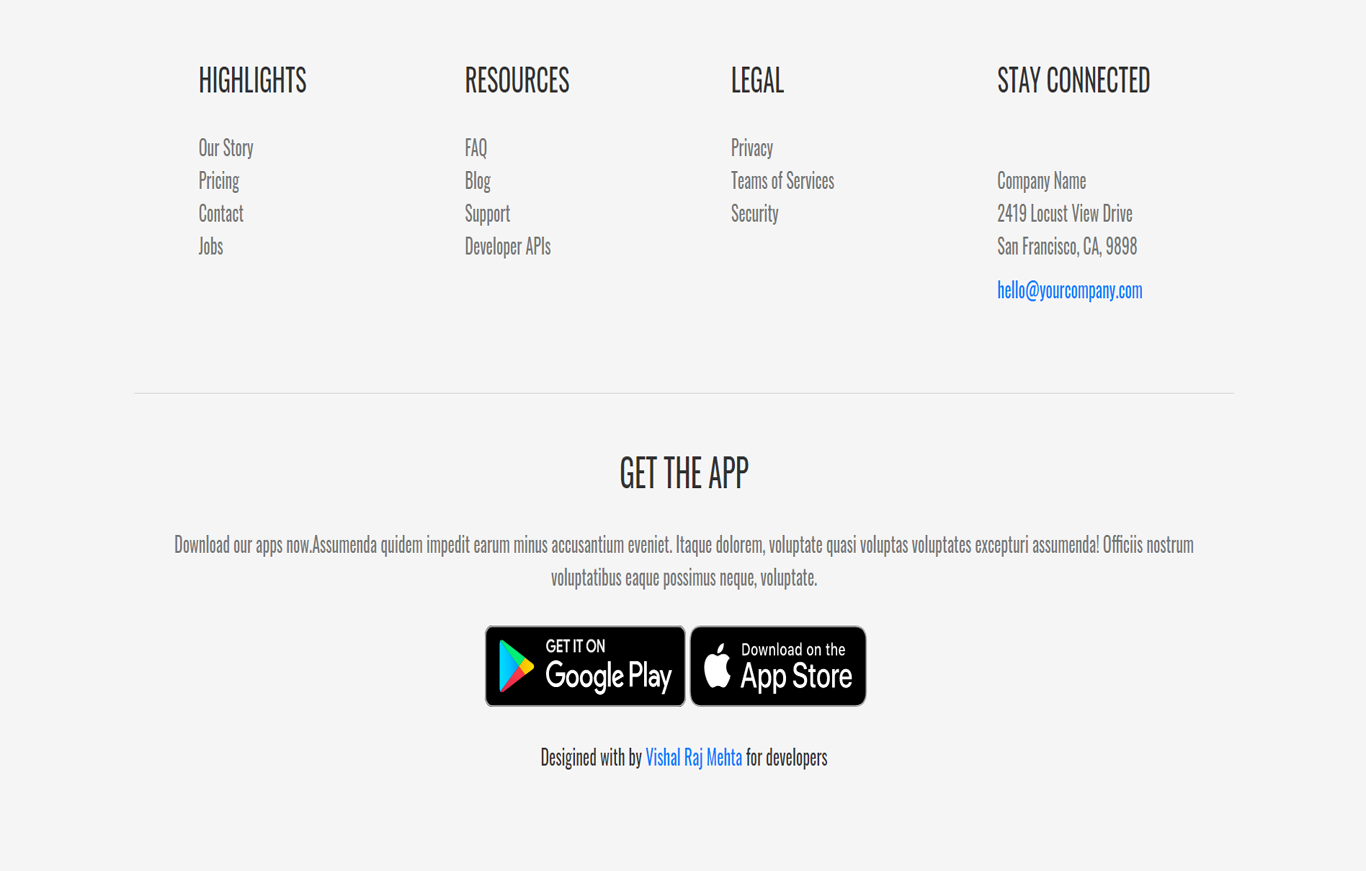 HIGHLIGHTS
Our Story
Pricing
Contact
Jobs
RESOURCES
FAQ
Blog
Support
Developer APIs
LEGAL
Privacy
Teams of Services
Security
STAY CONNECTED
Company Name
2419 Locust View Drive
San Francisco, CA, 9898
hello@yourcompany.com
GET THE APP
Download our apps now.Assumenda quidem impedit earum minus accusantium eveniet. Itaque dolorem, voluptate quasi voluptas voluptates excepturi assumenda! Officiis nostrum
voluptatibus eaque possimus neque, voluptate.
GET IT ON
Google Play
Download on the
App Store
Desigined with by Vishal Raj Mehta for developers